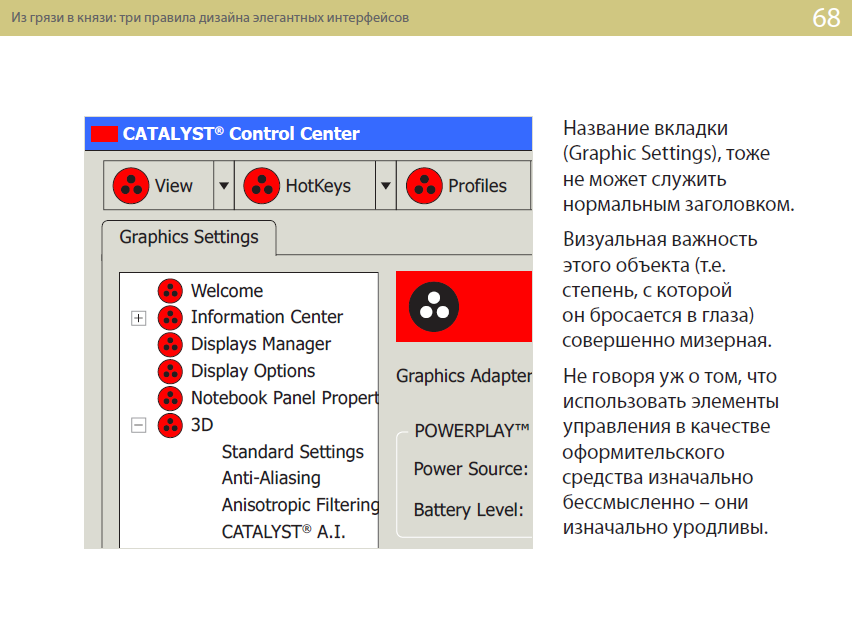 Из грязи в князи: три правила дизайна элегантных интерфейсов
68
CATALYST® Control Center
View
HotKeys
Profiles
Graphics Settings
Welcome
Information Center
Displays Manager
Display Options
Notebook Panel Propert
3D
Standard Settings
Anti-Aliasing
Anisotropic Filtering
CATALYST® A.I.
Graphics Adapter
POWERPLAY™
Power Source:
Battery Level:
Название вкладки
(Graphic Settings), тоже
не может служить
нормальным заголовком.
Визуальная важность
этого объекта (т.е.
степень, с которой
он бросается в глаза)
совершенно мизерная.
Не говоря уж о том, что
использовать элементы
управления в качестве
оформительского
средства изначально
бессмысленно – они
изначально уродливы.